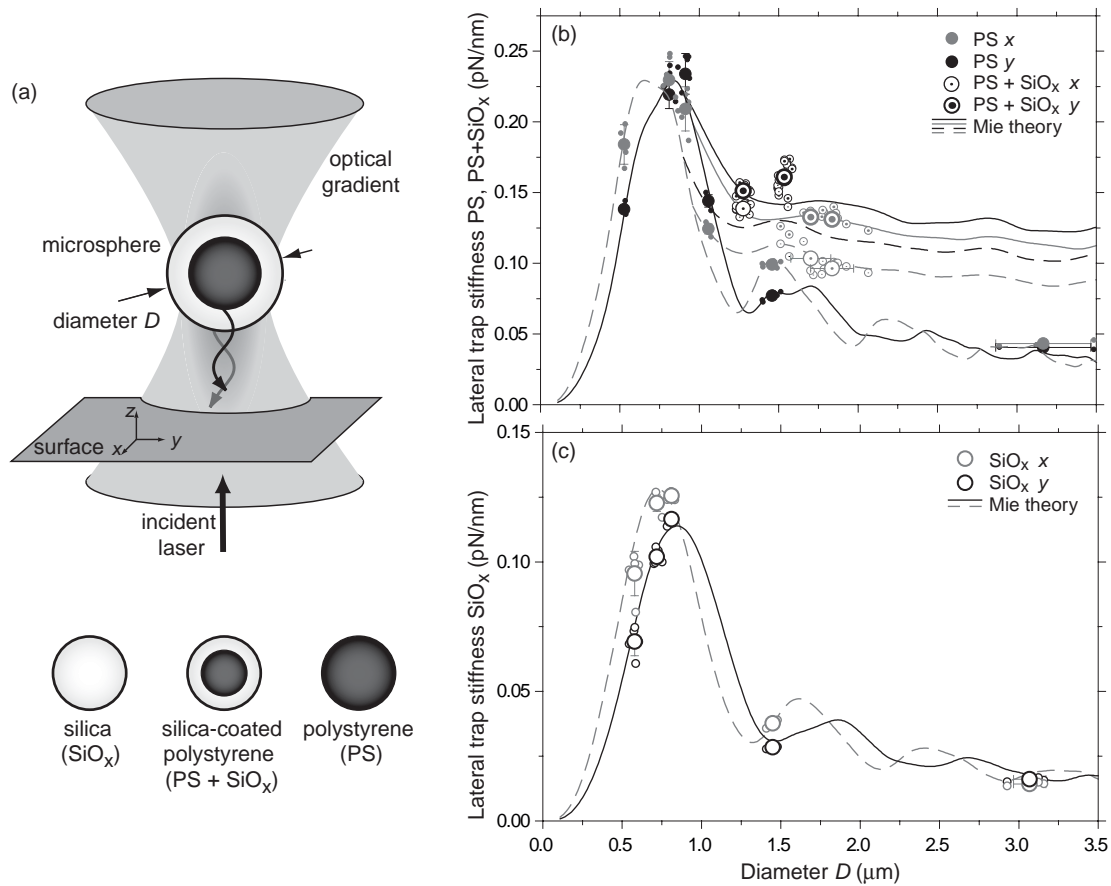 (a)
optical
gradient
microsphere
diameter D
z
y
x
surface
incident
laser
silica
(SiOx)
silica-coated
polystyrene
(PS + SiOx)
polystyrene
(PS)
(b)
Lateral trap stiffness PS, PS+SiOx (pN/nm)
0.25
0.20
0.15
0.10
0.05
0.00
PS x
PS y
PS + SiOx x
PS + SiOx y
Mie theory
(c)
Lateral trap stiffness SiOx (pN/nm)
0.15
0.10
0.05
0.00
SiOx x
SiOx y
Mie theory
0.0 0.5 1.0 1.5 2.0 2.5 3.0 3.5
Diameter D (μm)